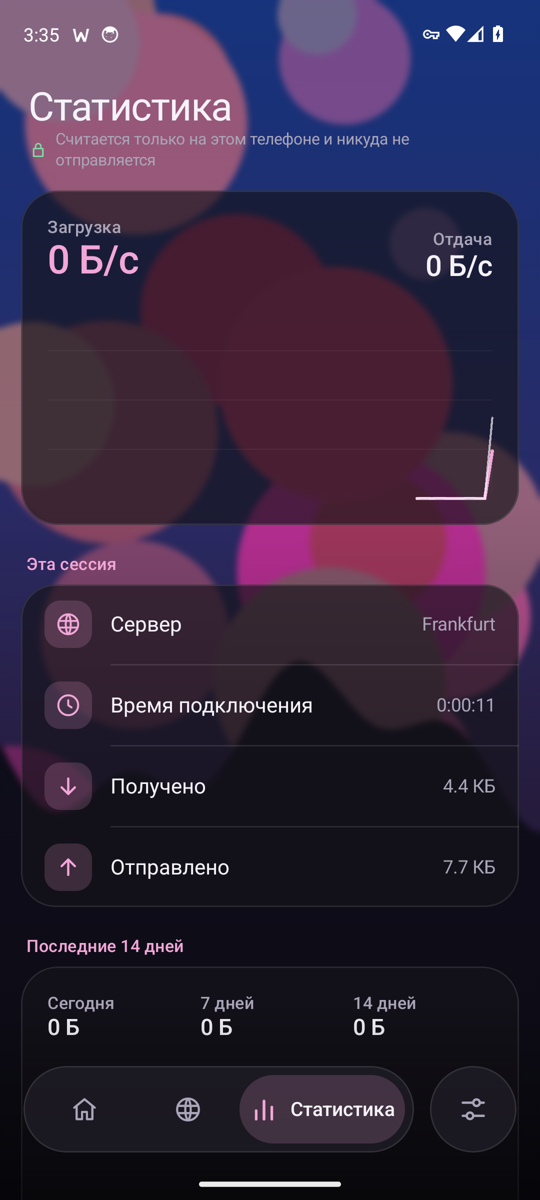 3:35
Статистика
Считается только на этом телефоне и никуда не
отправляется
Загрузка
0 Б/с
Отдача
0 Б/с
Эта сессия
Сервер
Frankfurt
Время подключения
0:00:11
Получено
4.4 КБ
Отправлено
7.7 КБ
Последние 14 дней
Сегодня
0 Б
7 дней
0 Б
14 дней
0 Б
Статистика